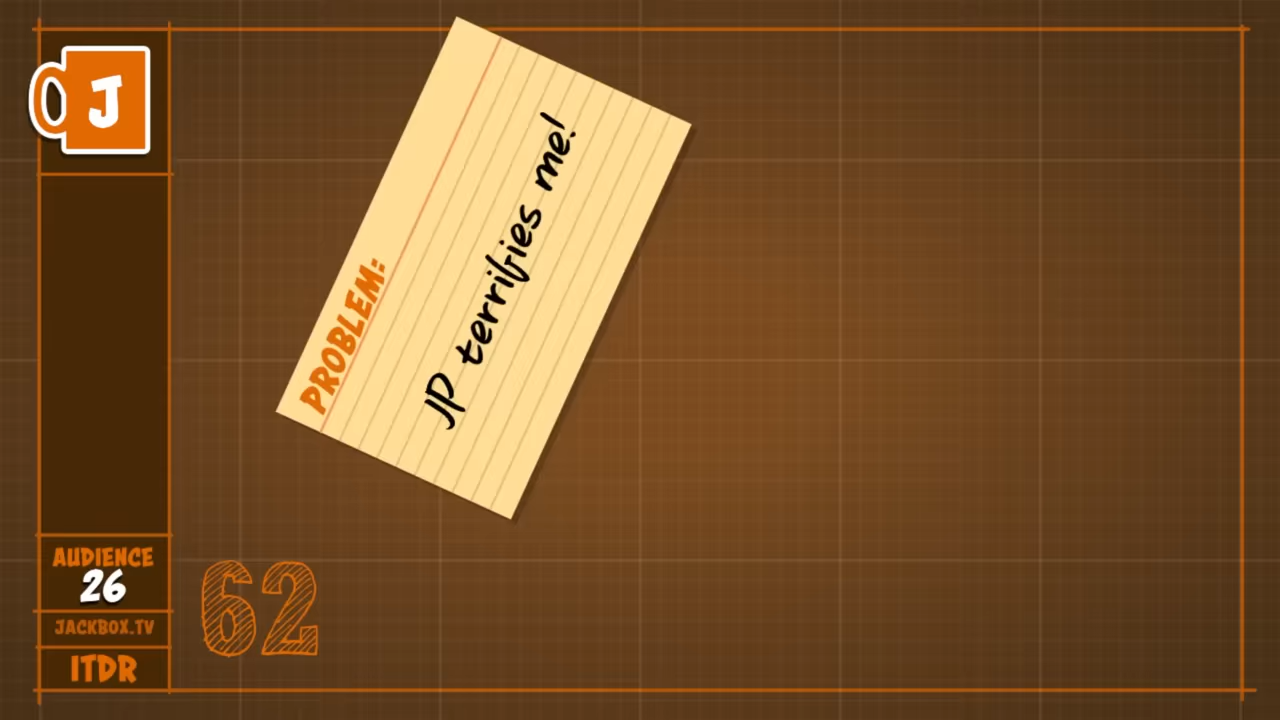 J
PROBLEM:
JP terrifies me!
AUDIENCE
26
JACKBOX.TV
ITDR
62